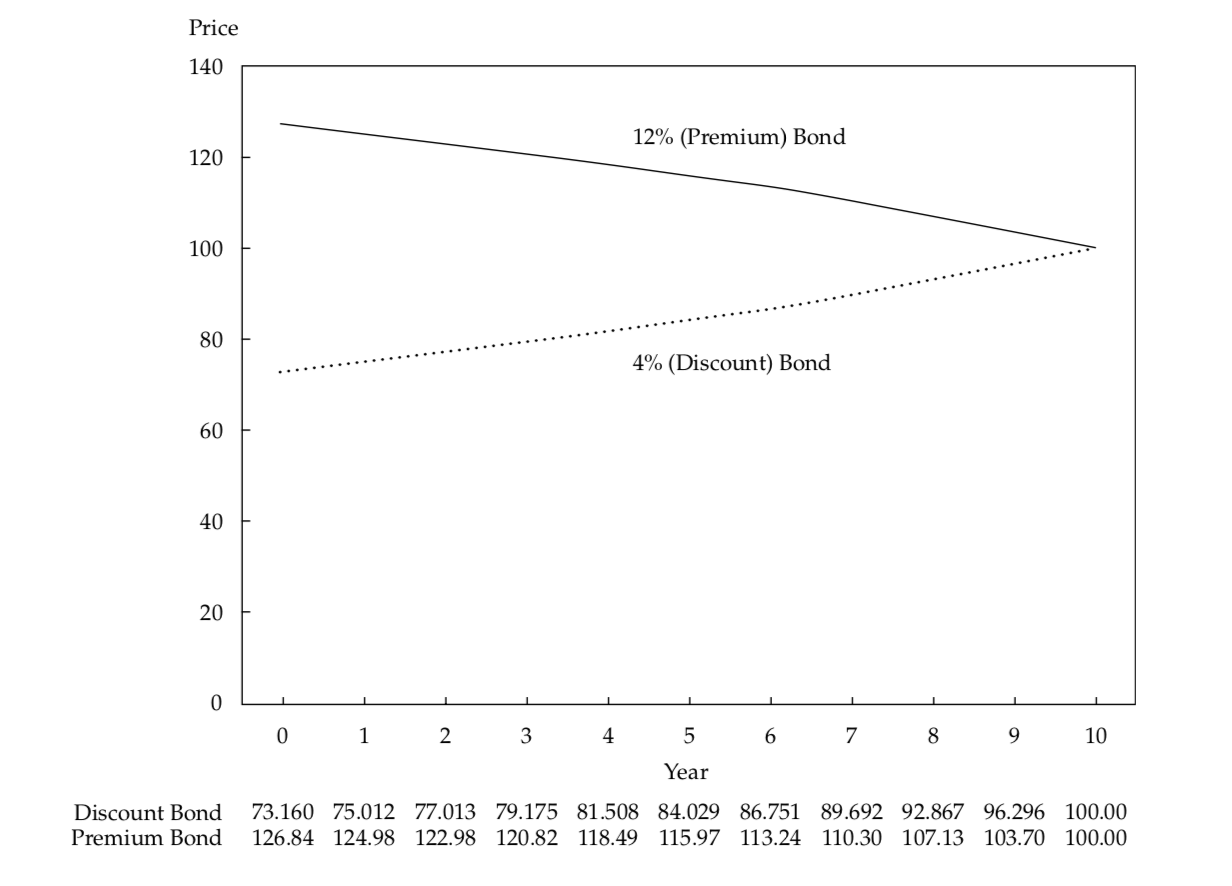 Price
140
12% (Premium) Bond
120
100
80
4% (Discount) Bond
60
40
20
0
0 1 2 3 4 5 6 7 8 9 10
Year
Discount Bond 73.160 75.012 77.013 79.175 81.508 84.029 86.751 89.692 92.867 96.296 100.00
Premium Bond 126.84 124.98 122.98 120.82 118.49 115.97 113.24 110.30 107.13 103.70 100.00